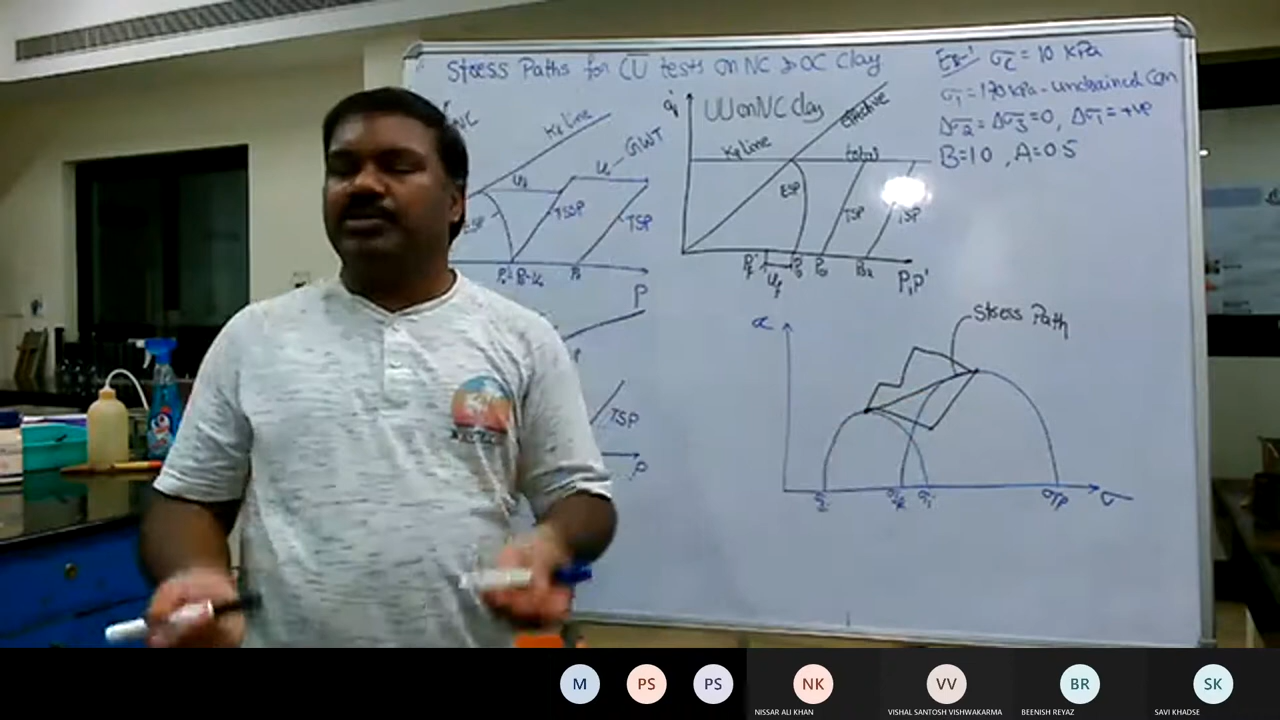 Stress Paths for CU tests on NC & OC Clay
Kf line
GWT
ESP
TSSP
TSP
P
TSP
P
UU on NC clay
effective
Kf line
total
ESP
TSP
TSP
P,P'
Ex-1 σc = 10 kPa
σ1 = 170 kPa - undrained Con
Δσ2 = Δσ3 = 0, Δσ1 = +ve
B=1.0 , A=0.5
Stress Path
M
PS
PS
NK
VV
BR
SK
NISSAR ALI KHAN
VISHAL SANTOSH VISHWAKARMA
BEENISH REYAZ
SAVI KHADSE